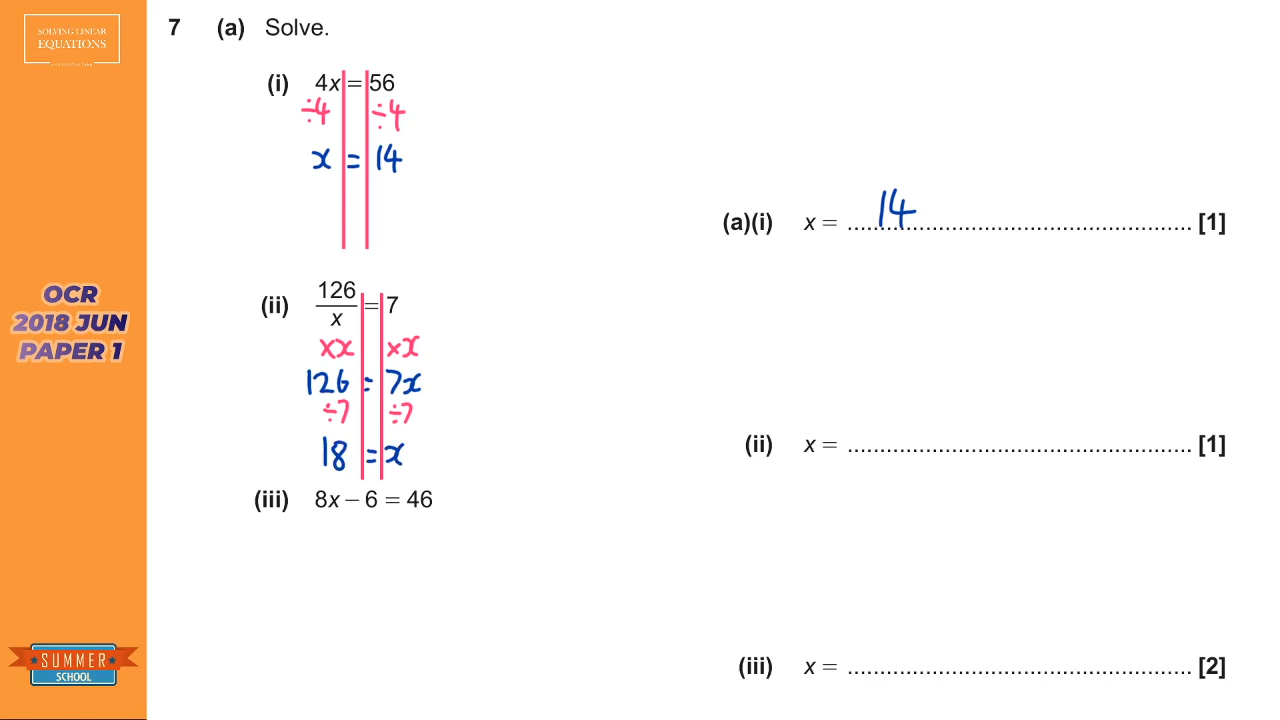 SOLVING LINEAR
EQUATIONS
OCR
2018 JUN
PAPER 1
SUMMER
SCHOOL
7 (a) Solve.
(i) 4x = 56
÷4 ÷4
x = 14
(a)(i) x = 14 [1]
(ii) 126/x = 7
×x ×x
126 = 7x
÷7 ÷7
18 = x
(ii) x = ...................................................... [1]
(iii) 8x − 6 = 46
(iii) x = ...................................................... [2]